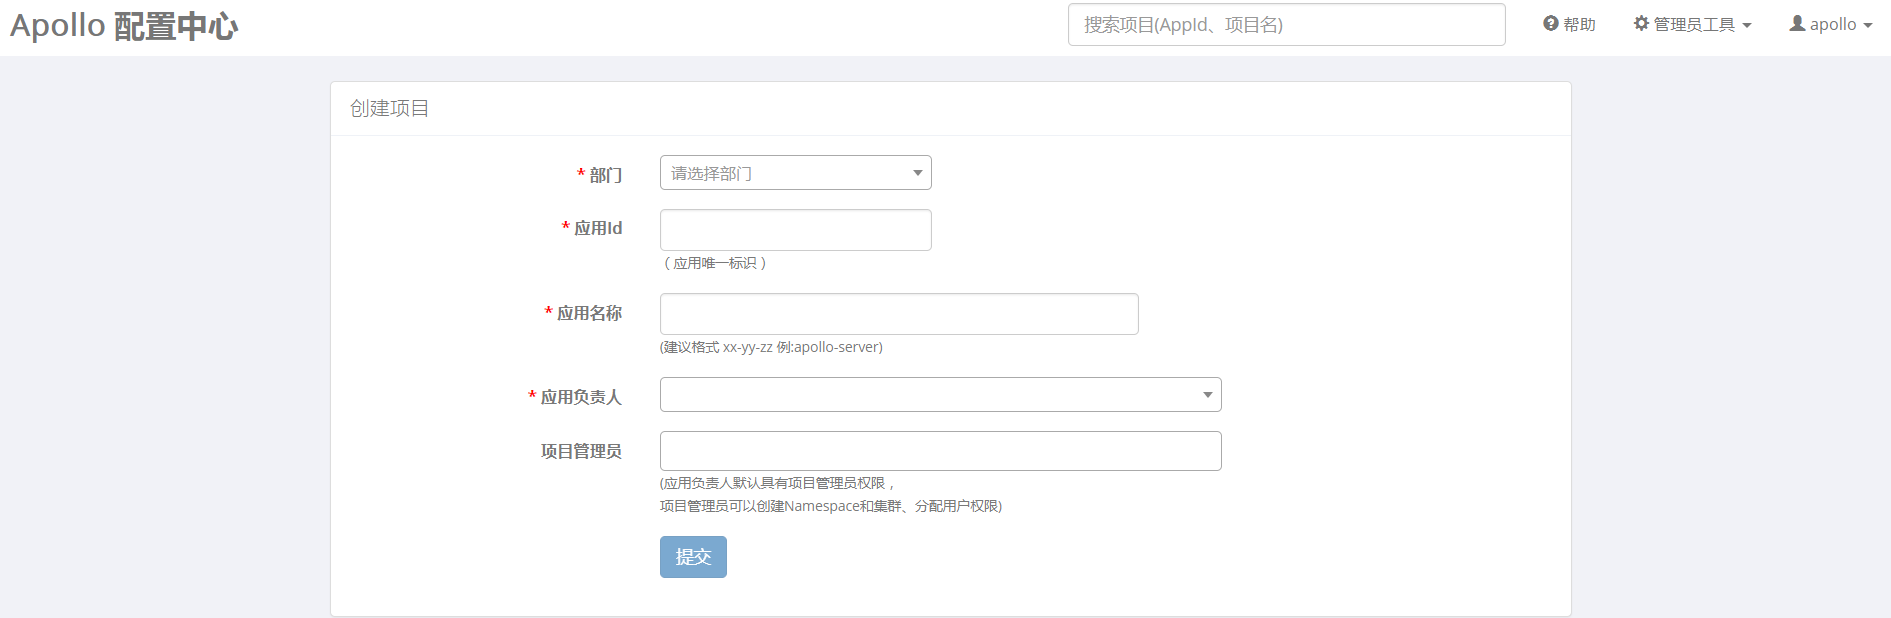 Apollo 配置中心
搜索项目(AppId、项目名)
帮助
管理员工具
apollo
创建项目
* 部门
请选择部门
* 应用Id
( 应用唯一标识 )
* 应用名称
(建议格式 xx-yy-zz 例:apollo-server)
* 应用负责人
项目管理员
(应用负责人默认具有项目管理员权限，
项目管理员可以创建Namespace和集群、分配用户权限)
提交